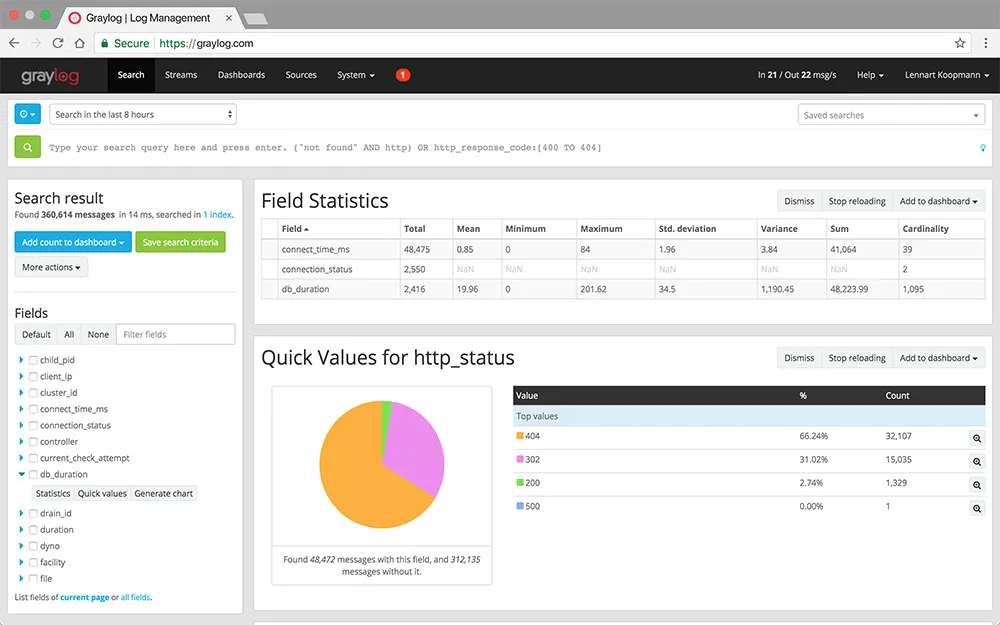 Graylog | Log Management
Secure https://graylog.com
graylog Search Streams Dashboards Sources System 1 In 21 / Out 22 msg/s Help Lennart Koopmann
Search in the last 8 hours Saved searches
Type your search query here and press enter. ("not found" AND http) OR http_response_code:[400 TO 404]
Search result
Found 360,614 messages in 14 ms, searched in 1 index.
Add count to dashboard Save search criteria
More actions
Fields
Default All None Filter fields
child_pid
client_ip
cluster_id
connect_time_ms
connection_status
controller
current_check_attempt
db_duration
Statistics Quick values Generate chart
drain_id
duration
dyno
facility
file
List fields of current page or all fields.
Field Statistics Dismiss Stop reloading Add to dashboard
Field Total Mean Minimum Maximum Std. deviation Variance Sum Cardinality
connect_time_ms 48,475 0.85 0 84 1.96 3.84 41,064 39
connection_status 2,550 NaN NaN NaN NaN NaN NaN 2
db_duration 2,416 19.96 0 201.62 34.5 1,190.45 48,223.99 1,095
Quick Values for http_status Dismiss Stop reloading Add to dashboard
Found 48,472 messages with this field, and 312,135
messages without it.
Value % Count
Top values
404 66.24% 32,107
302 31.02% 15,035
200 2.74% 1,329
500 0.00% 1